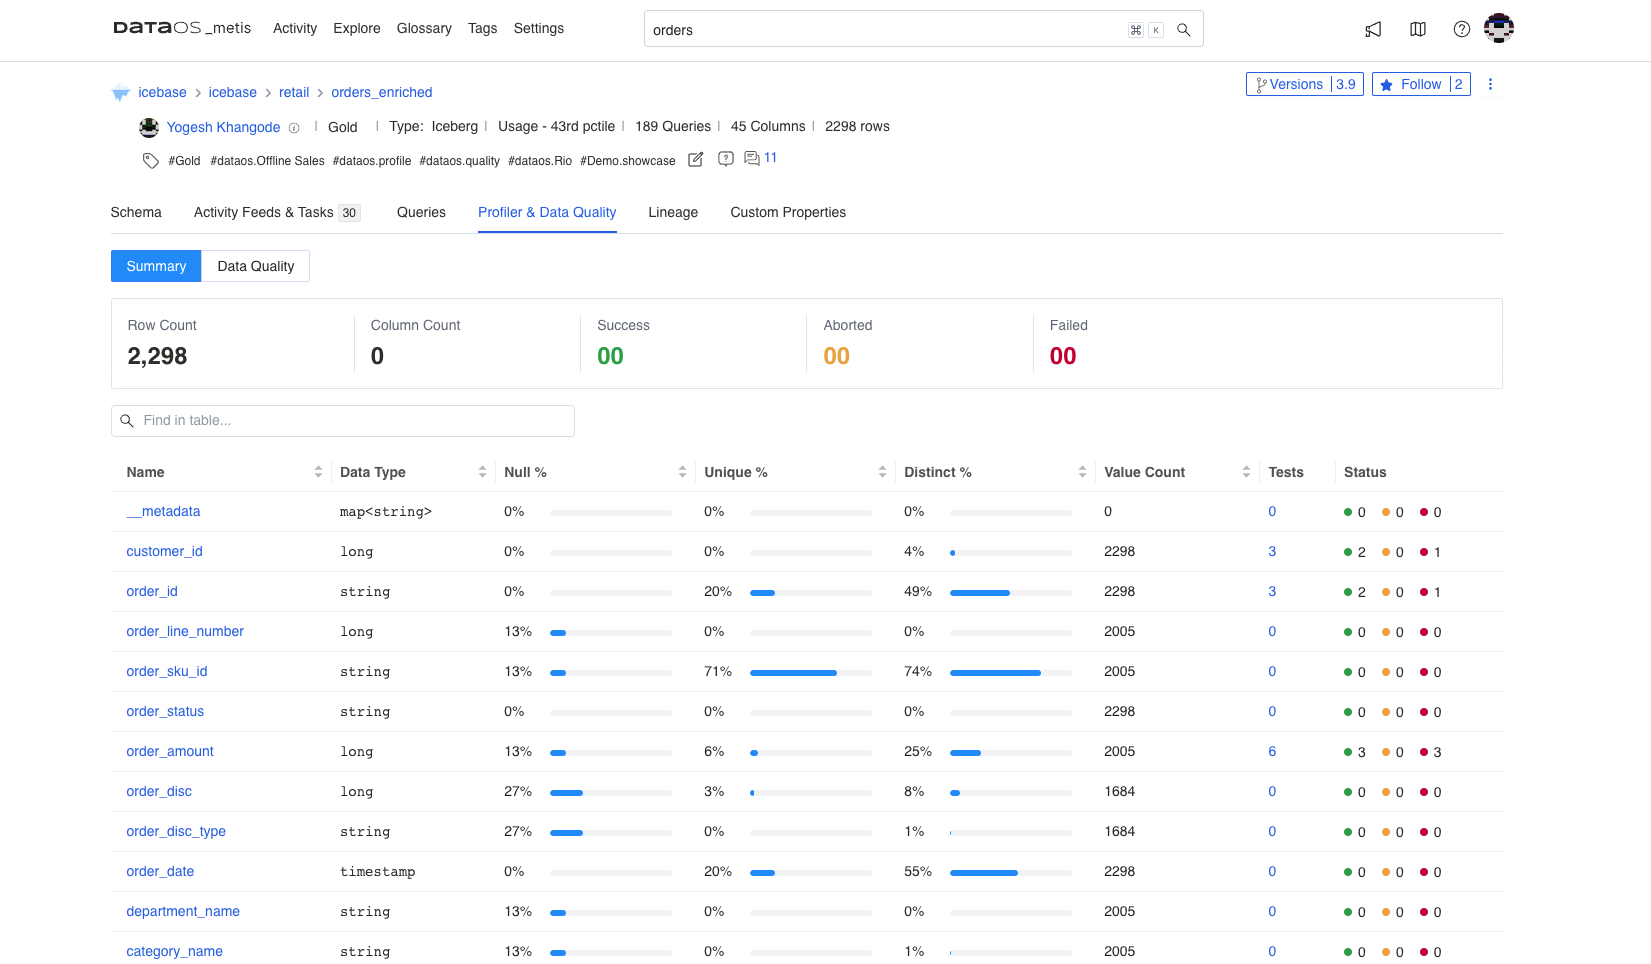 DATAOS _metis Activity Explore Glossary Tags Settings orders ⌘ K
icebase > icebase > retail > orders_enriched Versions | 3.9 Follow | 2
Yogesh Khangode | Gold | Type: Iceberg | Usage - 43rd pctile | 189 Queries | 45 Columns | 2298 rows
#Gold #dataos.Offline Sales #dataos.profile #dataos.quality #dataos.Rio #Demo.showcase 11
Schema Activity Feeds & Tasks 30 Queries Profiler & Data Quality Lineage Custom Properties
Summary Data Quality
Row Count Column Count Success Aborted Failed
2,298 0 00 00 00
Find in table...
Name Data Type Null % Unique % Distinct % Value Count Tests Status
__metadata map<string> 0% 0% 0% 0 0 0 0 0
customer_id long 0% 0% 4% 2298 3 2 0 1
order_id string 0% 20% 49% 2298 3 2 0 1
order_line_number long 13% 0% 0% 2005 0 0 0 0
order_sku_id string 13% 71% 74% 2005 0 0 0 0
order_status string 0% 0% 0% 2298 0 0 0 0
order_amount long 13% 6% 25% 2005 6 3 0 3
order_disc long 27% 3% 8% 1684 0 0 0 0
order_disc_type string 27% 0% 1% 1684 0 0 0 0
order_date timestamp 0% 20% 55% 2298 0 0 0 0
department_name string 13% 0% 0% 2005 0 0 0 0
category_name string 13% 0% 1% 2005 0 0 0 0